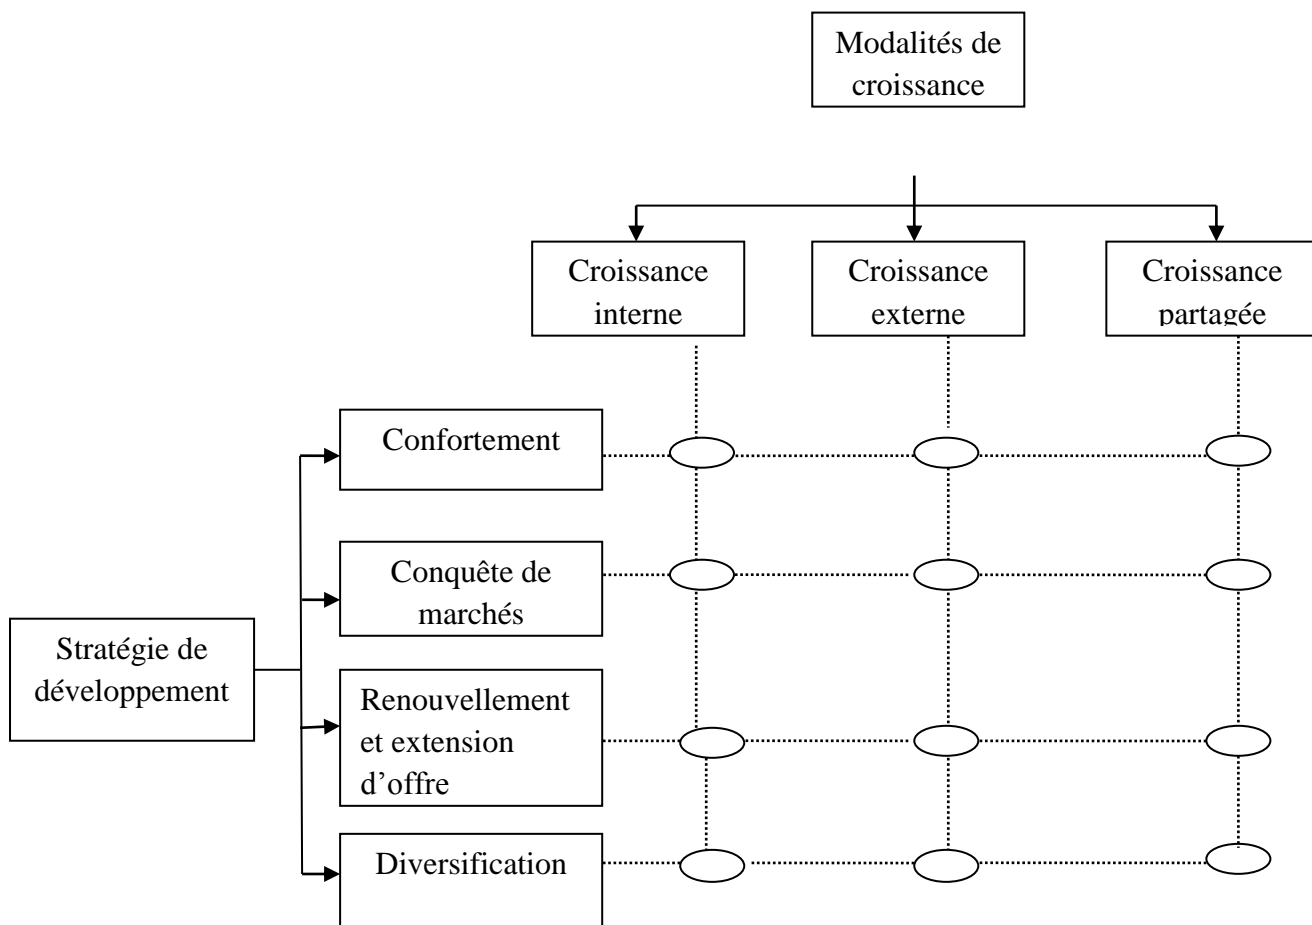 Modalités de
croissance
Croissance
interne
Croissance
externe
Croissance
partagée
Confortement
Conquête de
marchés
Stratégie de
développement
Renouvellement
et extension
d’offre
Diversification